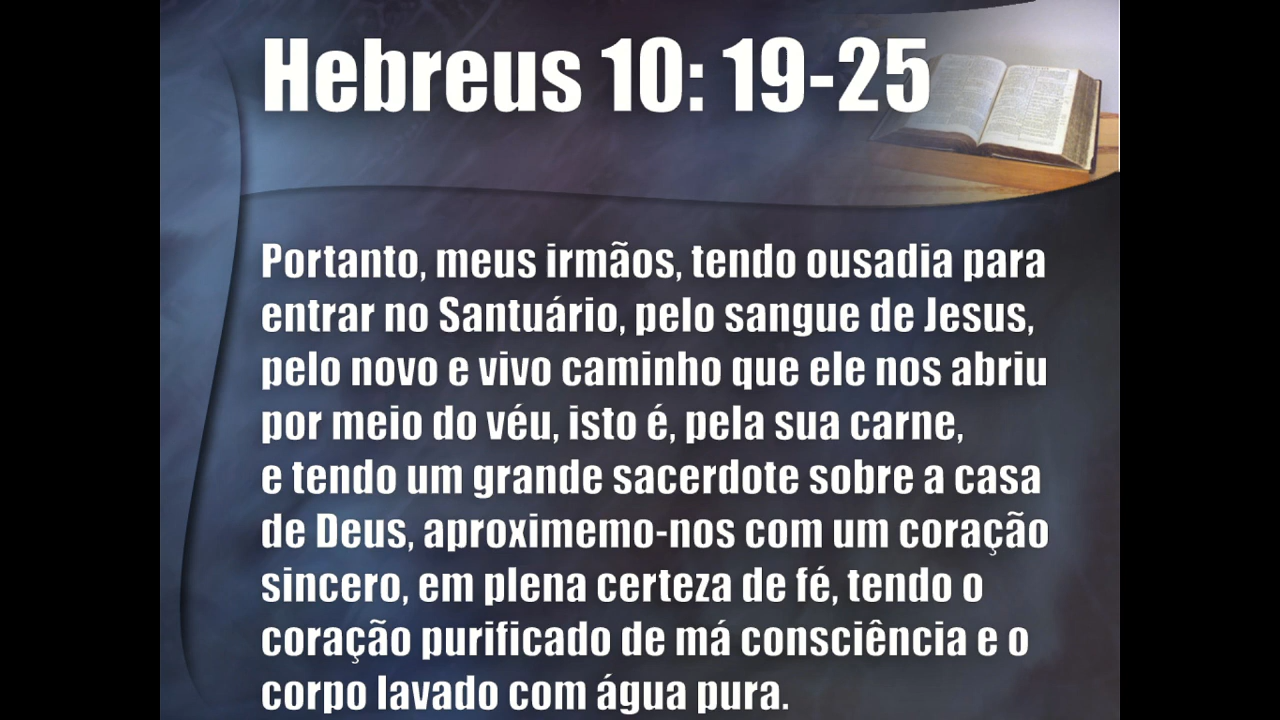 Hebreus 10: 19-25
Portanto, meus irmãos, tendo ousadia para
entrar no Santuário, pelo sangue de Jesus,
pelo novo e vivo caminho que ele nos abriu
por meio do véu, isto é, pela sua carne,
e tendo um grande sacerdote sobre a casa
de Deus, aproximemo-nos com um coração
sincero, em plena certeza de fé, tendo o
coração purificado de má consciência e o
corpo lavado com água pura.